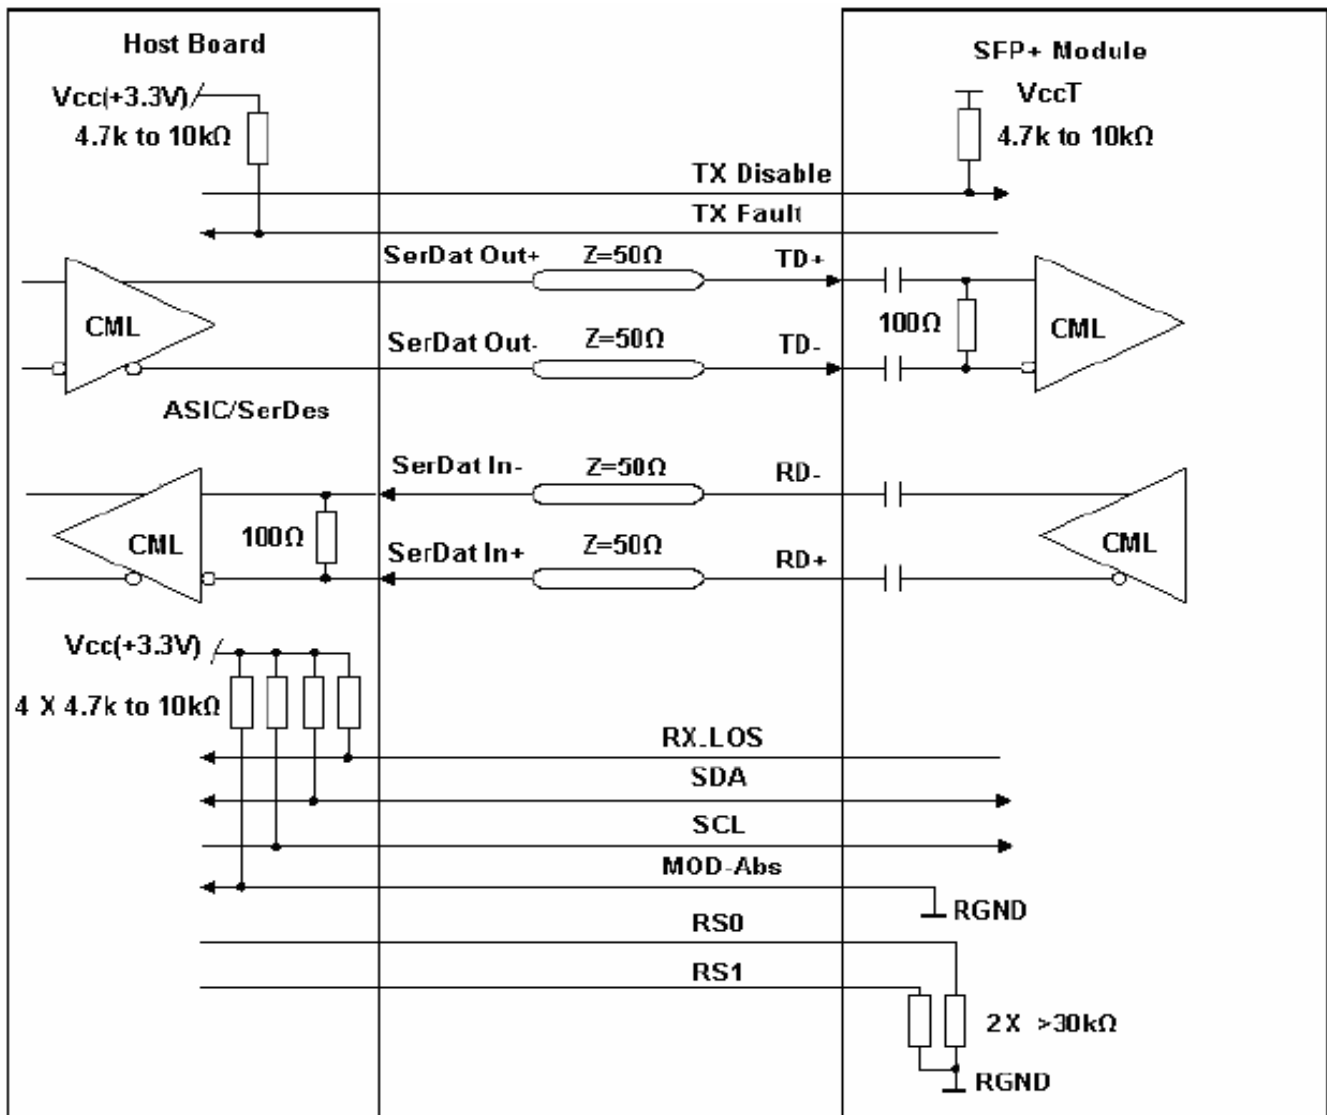 Host Board
SFP+ Module
Vcc(+3.3V)
4.7k to 10kΩ
VccT
4.7k to 10kΩ
TX Disable
TX Fault
SerDat Out+
Z=50Ω
TD+
CML
100Ω
CML
SerDat Out-
Z=50Ω
TD-
ASIC/SerDes
SerDat In-
Z=50Ω
RD-
CML
100Ω
CML
SerDat In+
Z=50Ω
RD+
Vcc(+3.3V)
4 X 4.7k to 10kΩ
RX_LOS
SDA
SCL
MOD-Abs
RGND
RS0
RS1
2X >30kΩ
RGND